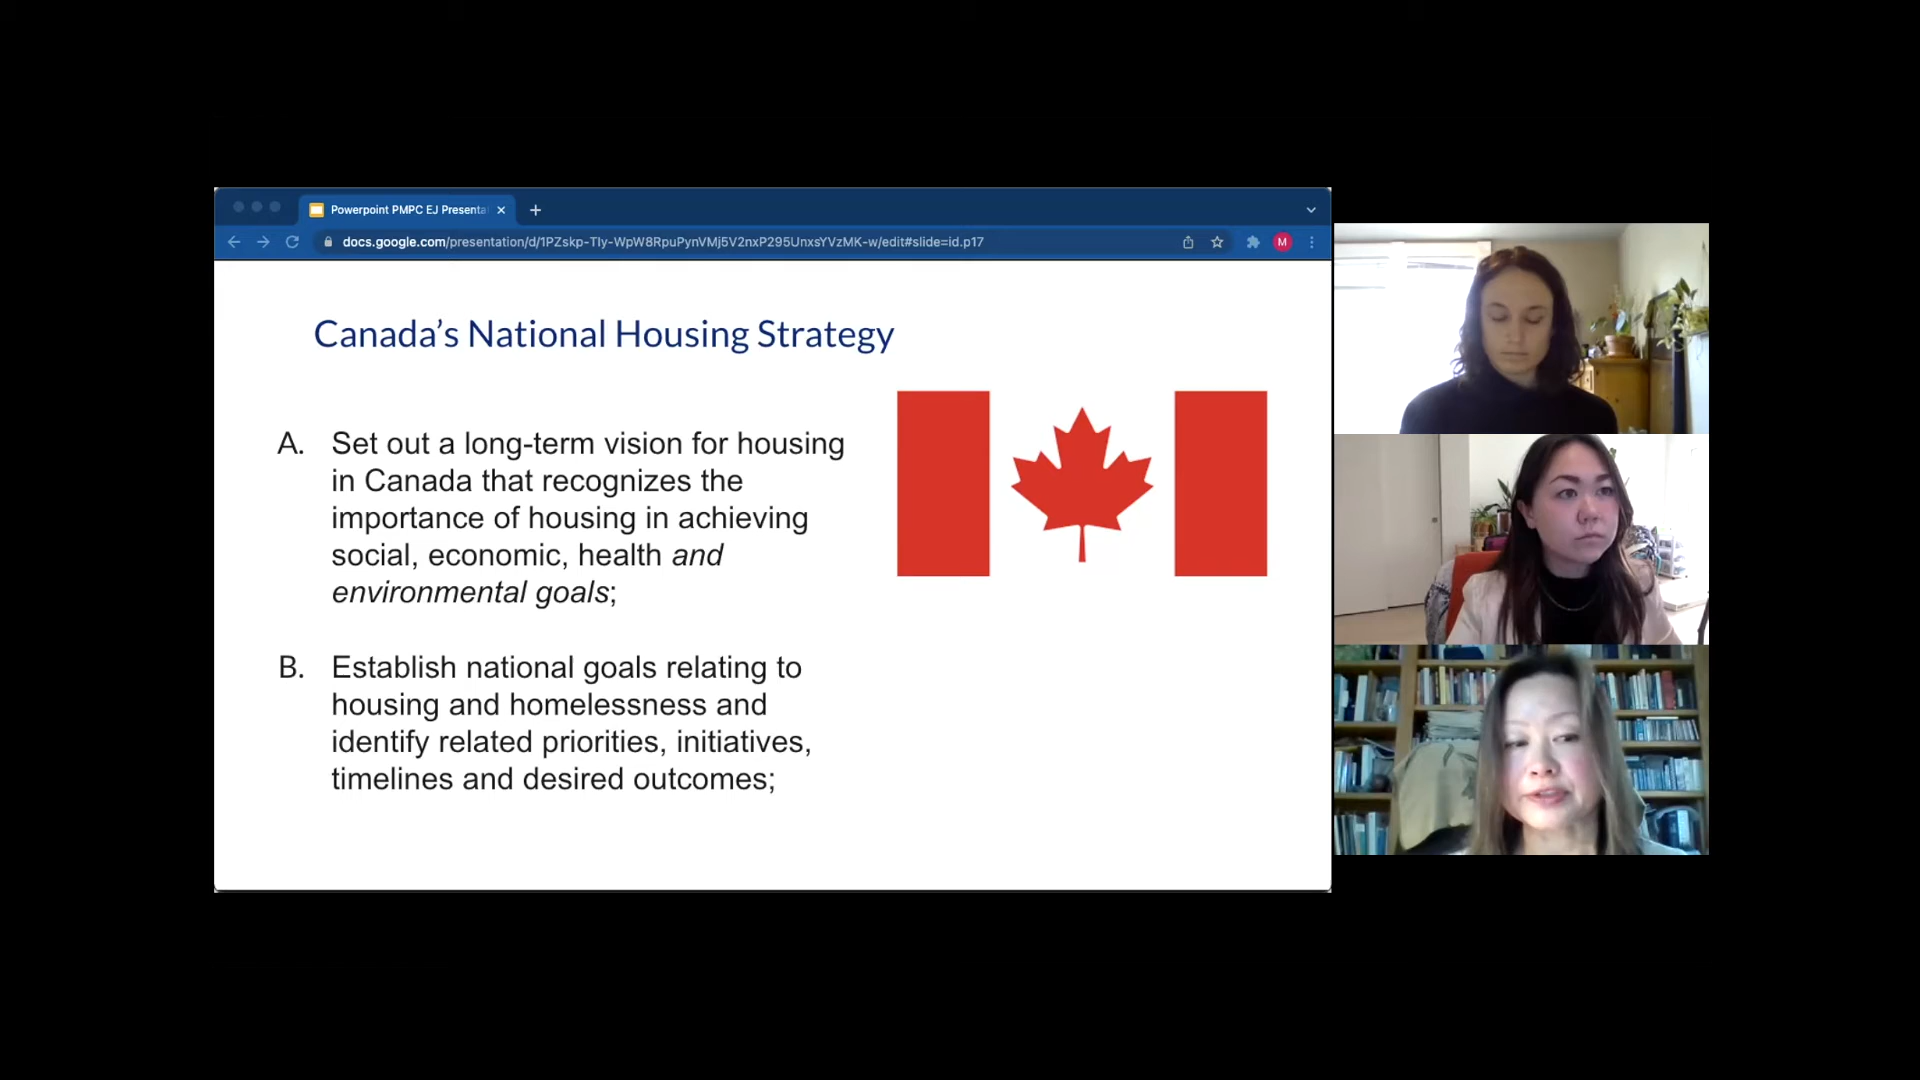 Powerpoint PMPC EJ Presenta
docs.google.com/presentation/d/1PZskp-TIy-WpW8RpuPynVMj5V2nxP295UnxsYVzMK-w/edit#slide=id.p17
M
Canada’s National Housing Strategy
A. Set out a long-term vision for housing
in Canada that recognizes the
importance of housing in achieving
social, economic, health and
environmental goals;
B. Establish national goals relating to
housing and homelessness and
identify related priorities, initiatives,
timelines and desired outcomes;